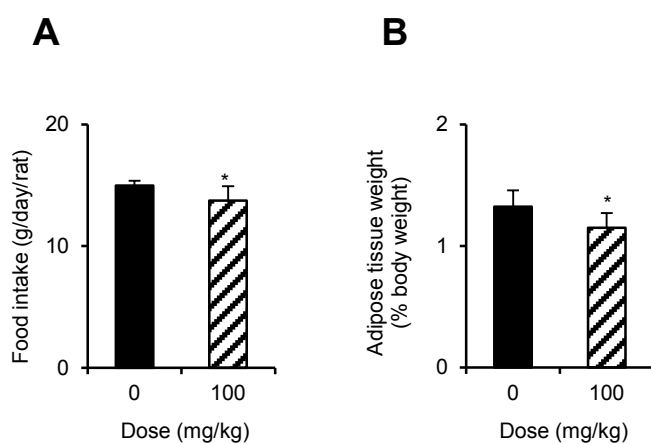 A
B
20
10
0
Food intake (g/day/rat)
*
0
100
Dose (mg/kg)
2
1
0
Adipose tissue weight
(% body weight)
*
0
100
Dose (mg/kg)